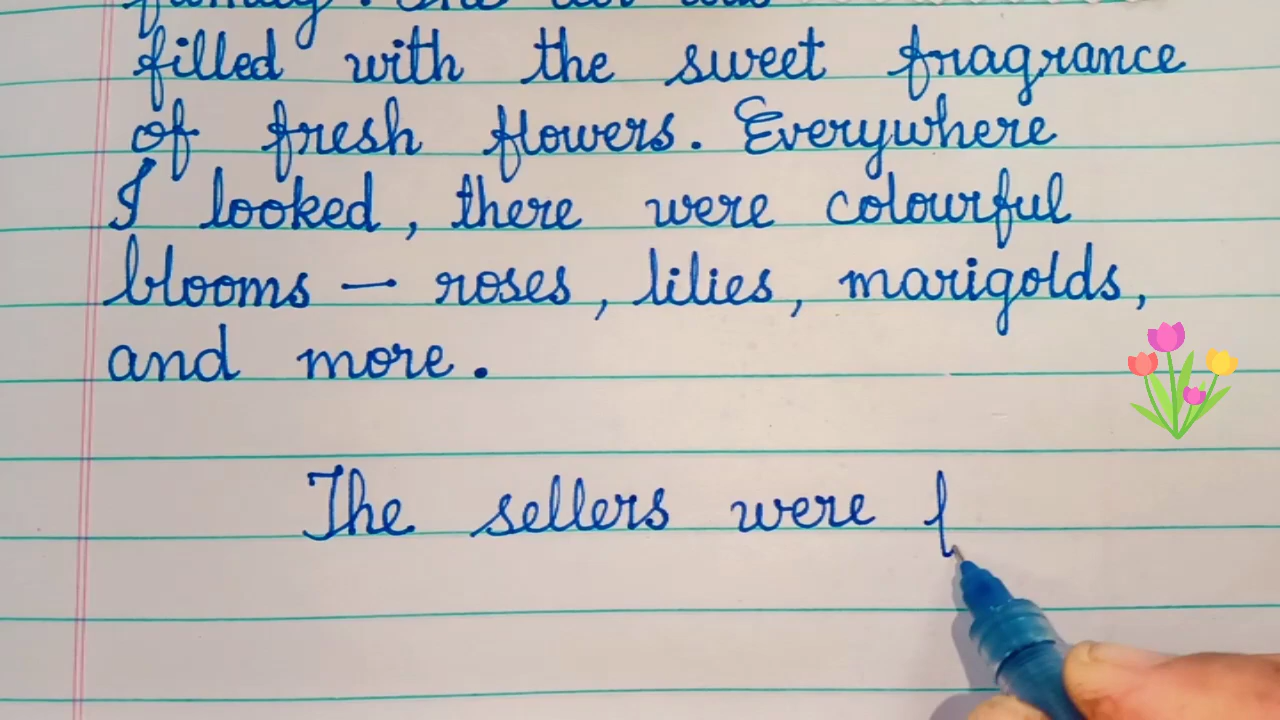 filled with the sweet fragrance
of fresh flowers. Everywhere
I looked, there were colourful
blooms — roses, lilies, marigolds,
and more.
The sellers were f